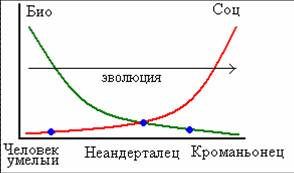 Био Соц
эволюция
Человек умелый Неандерталец Кроманьонец